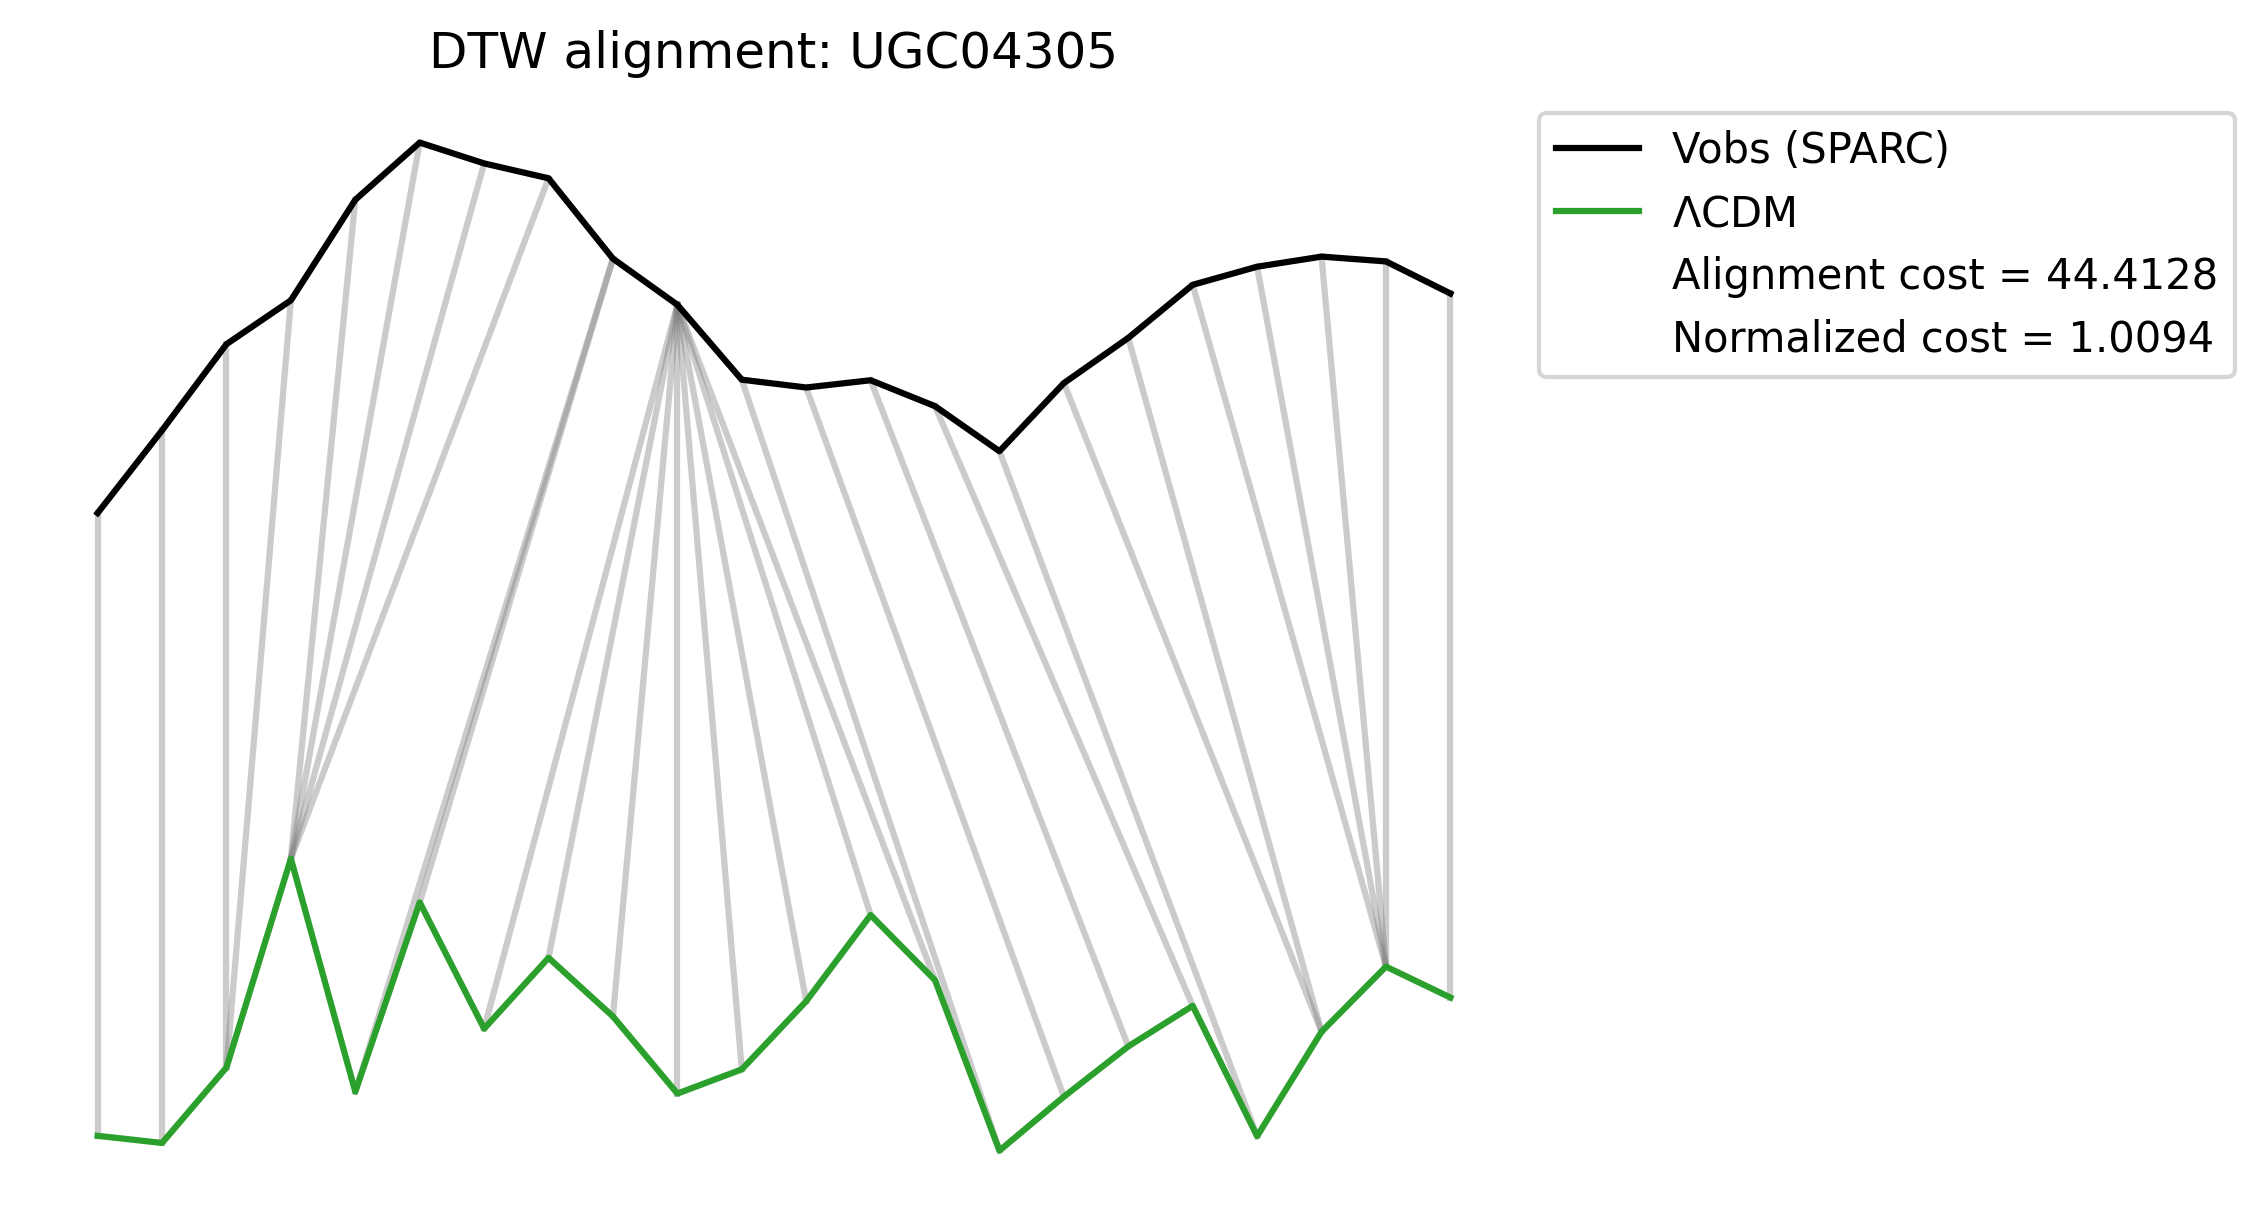 DTW alignment: UGC04305
Vobs (SPARC)
ΛCDM
Alignment cost = 44.4128
Normalized cost = 1.0094